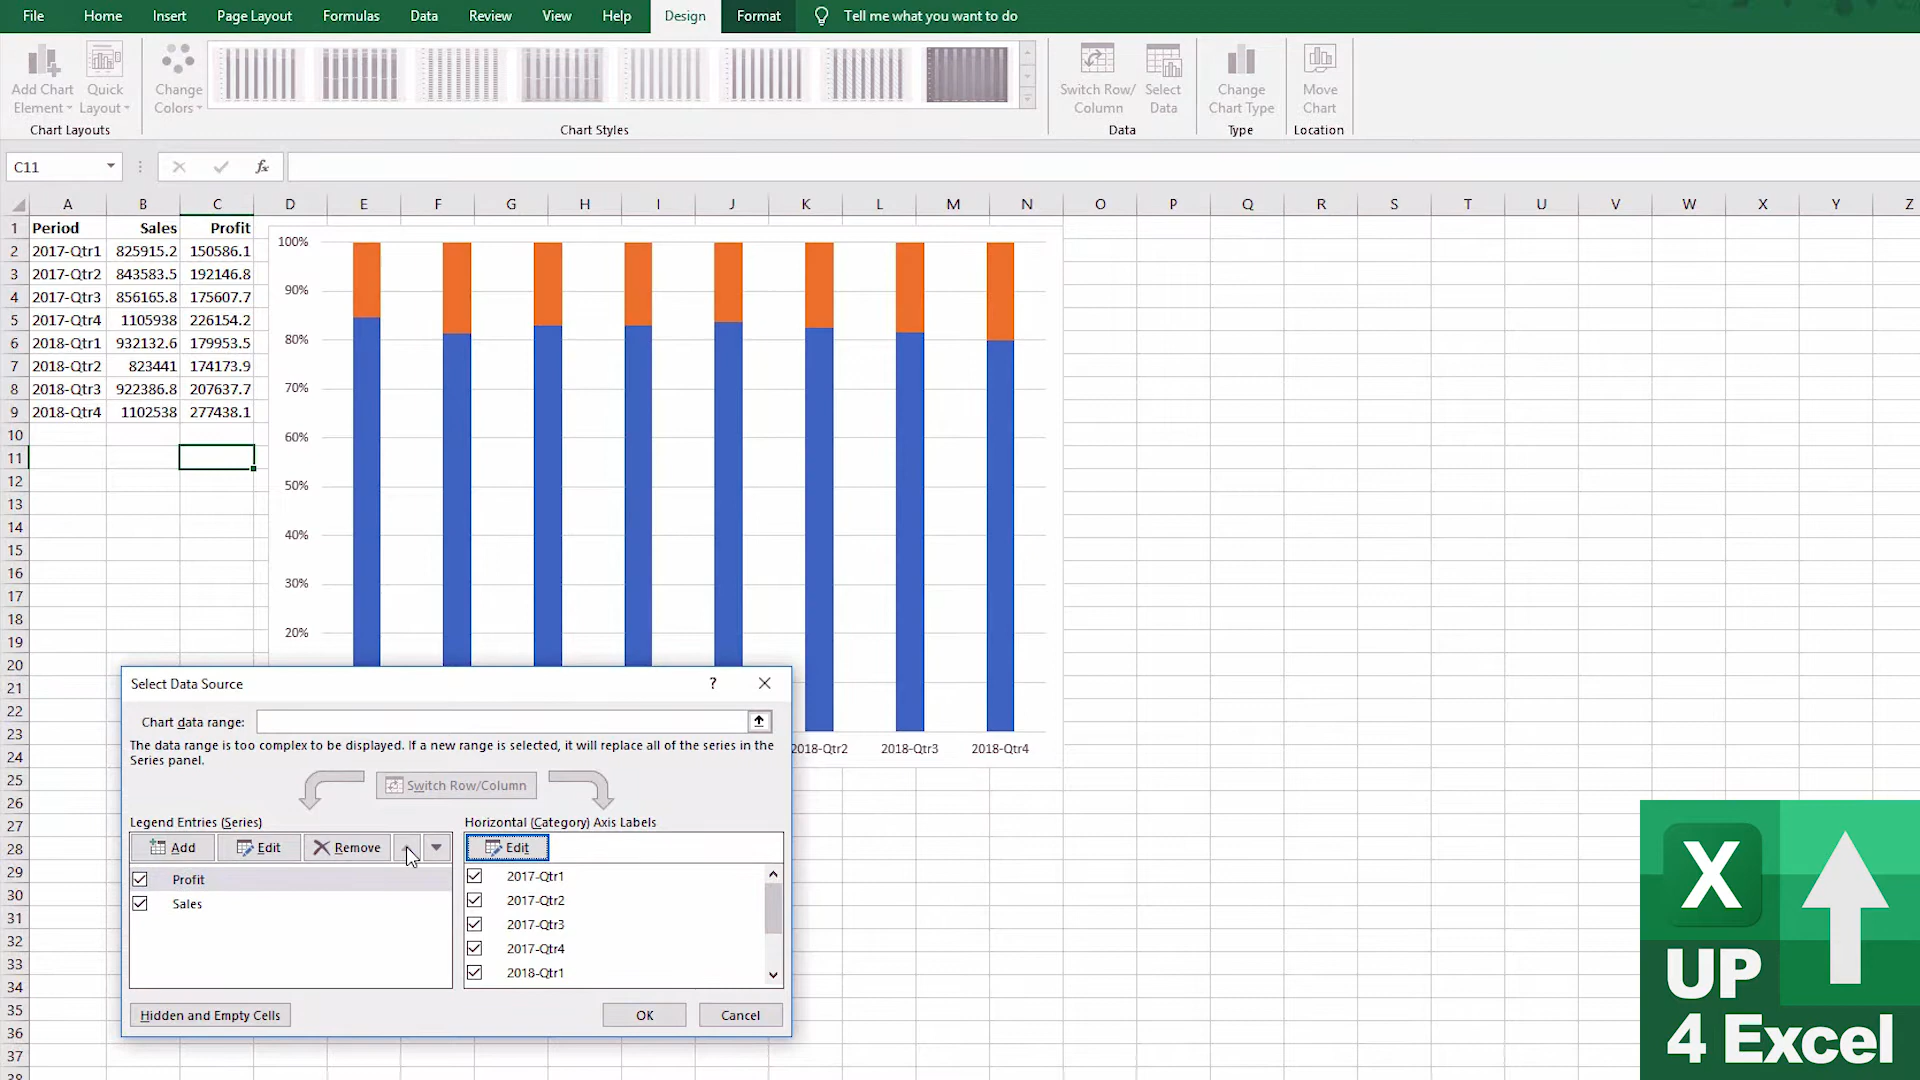 File Home Insert Page Layout Formulas Data Review View Help Design Format Tell me what you want to do
Add Chart Element
Quick Layout
Change Colors
Switch Row/ Column
Select Data
Change Chart Type
Move Chart
Chart Layouts Chart Styles Data Type Location
C11 fx
A B C D E F G H I J K L M N O P Q R S T U V W X Y Z
1 Period Sales Profit
2 2017-Qtr1 825915.2 150586.1
3 2017-Qtr2 843583.5 192146.8
4 2017-Qtr3 856165.8 175607.7
5 2017-Qtr4 1105938 226154.2
6 2018-Qtr1 932132.6 179953.5
7 2018-Qtr2 823441 174173.9
8 2018-Qtr3 922386.8 207637.7
9 2018-Qtr4 1102538 277438.1
10
11
12
13
14
15
16
17
18
19
20
21
22
23
24
25
26
27
28
29
30
31
32
33
34
35
36
37
38
100%
90%
80%
70%
60%
50%
40%
30%
20%
2018-Qtr2 2018-Qtr3 2018-Qtr4
Select Data Source ?
Chart data range:
The data range is too complex to be displayed. If a new range is selected, it will replace all of the series in the
Series panel.
Switch Row/Column
Legend Entries (Series) Horizontal (Category) Axis Labels
Add Edit Remove Edit
Profit
Sales
2017-Qtr1
2017-Qtr2
2017-Qtr3
2017-Qtr4
2018-Qtr1
Hidden and Empty Cells OK Cancel
X
UP
4 Excel